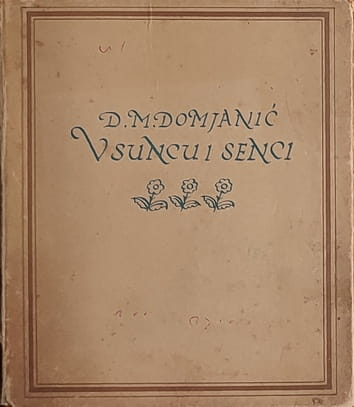 D.M.DOMJANIĆ
V SUNCU I SENCI